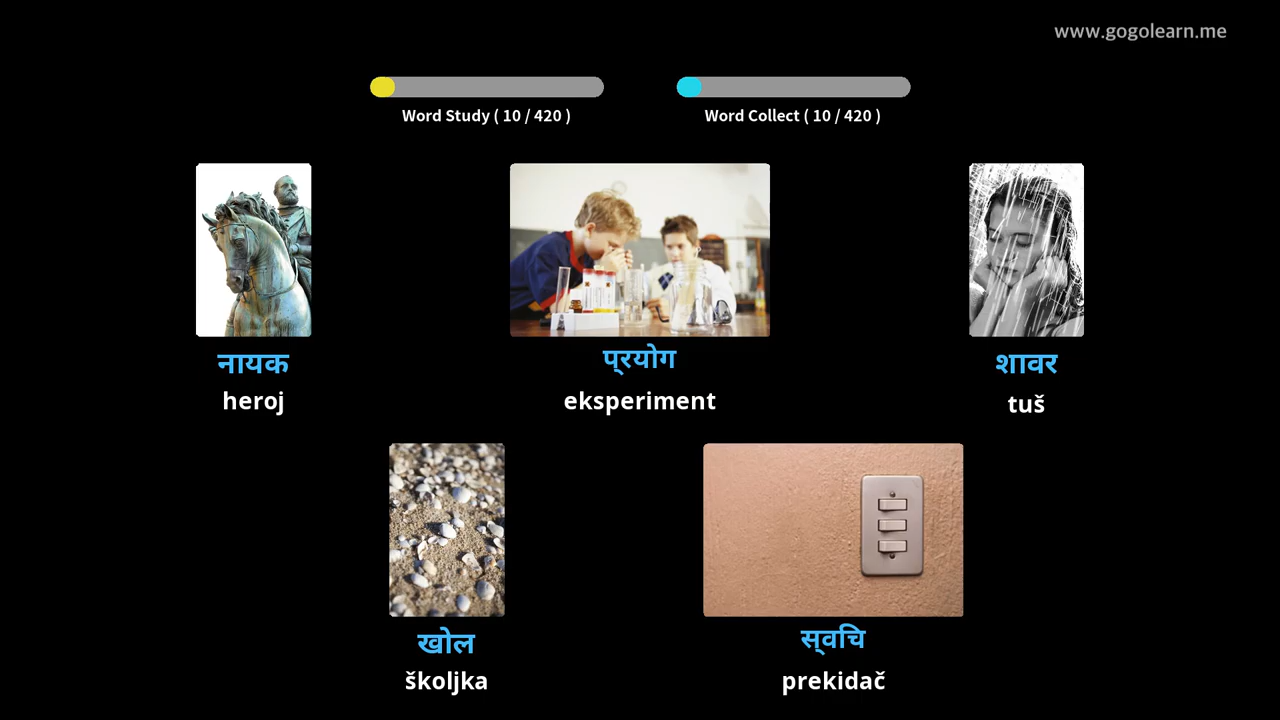 www.gogolearn.me
Word Study ( 10 / 420 )
Word Collect ( 10 / 420 )
नायक
heroj
प्रयोग
eksperiment
शावर
tuš
खोल
školjka
स्वचि
prekidač